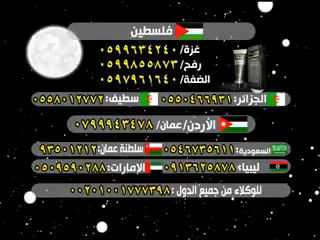 فلسطين
غزة/ ٠٥٩٩٦٣٤٢٤٠
رفح/ ٠٥٩٩٨٥٥٨٧٣
الضفة/ ٠٥٩٧٩٦١٦٤٠
الجزائر: ٠٥٥٠٤٦٦٩٣١ سطيف: ٠٥٥٨٠١٢٧٧٢
الأردن/عمان/ ٠٧٩٩٩٤٣٤٧٨
السعودية: ٠٥٤٦٧٣٥٦١١ سلطنة عمان: ٩٣٥٠١٢١٢
ليبيا: ٠٩١٣٦٢٥٨٧٨ الإمارات: ٠٥٠٩٥٩٠٢٨٨
للوكلاء من جميع الدول: ٠٠٢٠١٠٠١٧٧٧٣٩٨